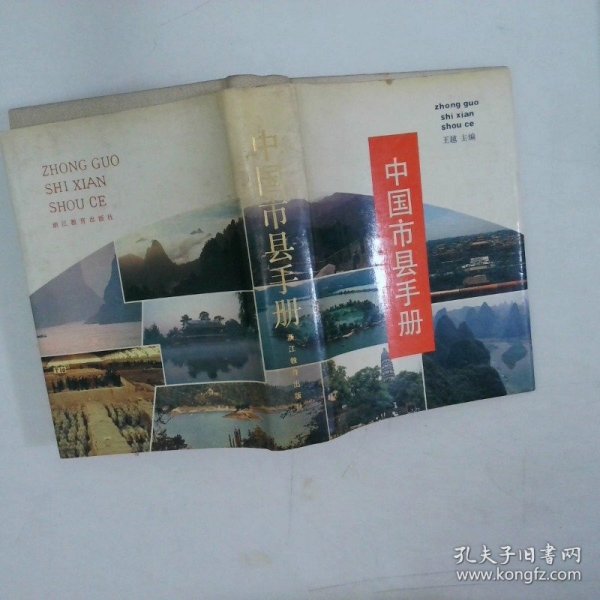 ZHONG GUO
SHI XIAN
SHOU CE
浙江教育出版社
中国市县手册
浙江教育出版社
zhong guo
shi xian
shou ce
王越 主编
中国市县手册
孔夫子旧书网
www.kongfz.com